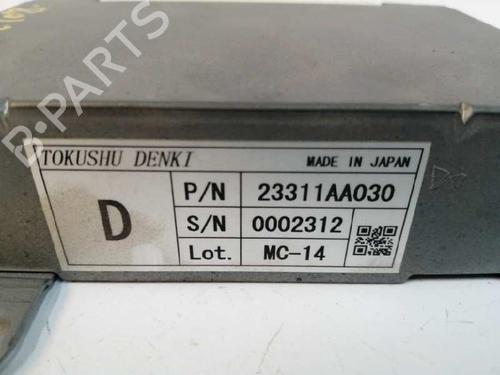 B-PARTS
TOKUSHU DENKI MADE IN JAPAN
D
P/N 23311AA030
S/N 0002312
Lot. MC-14